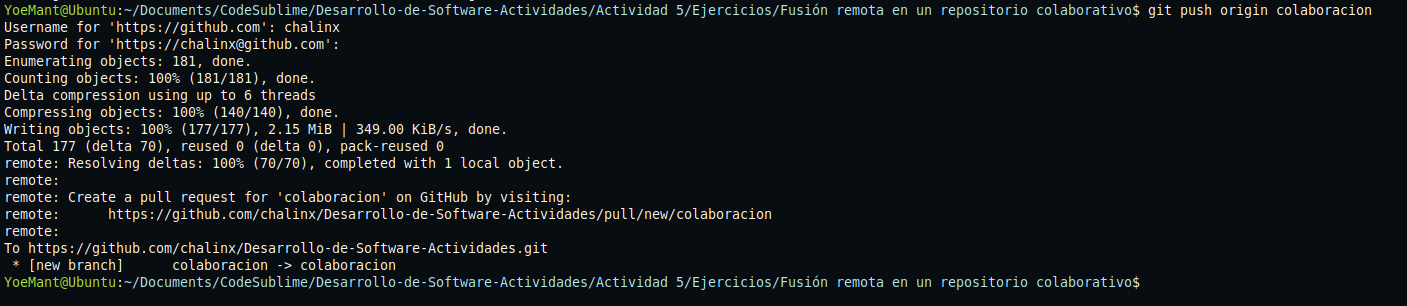 YoeMant@Ubuntu:~/Documents/CodeSublime/Desarrollo-de-Software-Actividades/Actividad 5/Ejercicios/Fusión remota en un repositorio colaborativo$ git push origin colaboracion
Username for 'https://github.com': chalinx
Password for 'https://chalinx@github.com':
Enumerating objects: 181, done.
Counting objects: 100% (181/181), done.
Delta compression using up to 6 threads
Compressing objects: 100% (140/140), done.
Writing objects: 100% (177/177), 2.15 MiB | 349.00 KiB/s, done.
Total 177 (delta 70), reused 0 (delta 0), pack-reused 0
remote: Resolving deltas: 100% (70/70), completed with 1 local object.
remote:
remote: Create a pull request for 'colaboracion' on GitHub by visiting:
remote:      https://github.com/chalinx/Desarrollo-de-Software-Actividades/pull/new/colaboracion
remote:
To https://github.com/chalinx/Desarrollo-de-Software-Actividades.git
 * [new branch]      colaboracion -> colaboracion
YoeMant@Ubuntu:~/Documents/CodeSublime/Desarrollo-de-Software-Actividades/Actividad 5/Ejercicios/Fusión remota en un repositorio colaborativo$